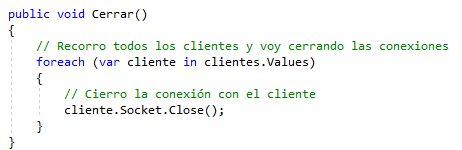 public void Cerrar()
{
    // Recorro todos los clientes y voy cerrando las conexiones
    foreach (var cliente in clientes.Values)
    {
        // Cierro la conexión con el cliente
        cliente.Socket.Close();
    }
}